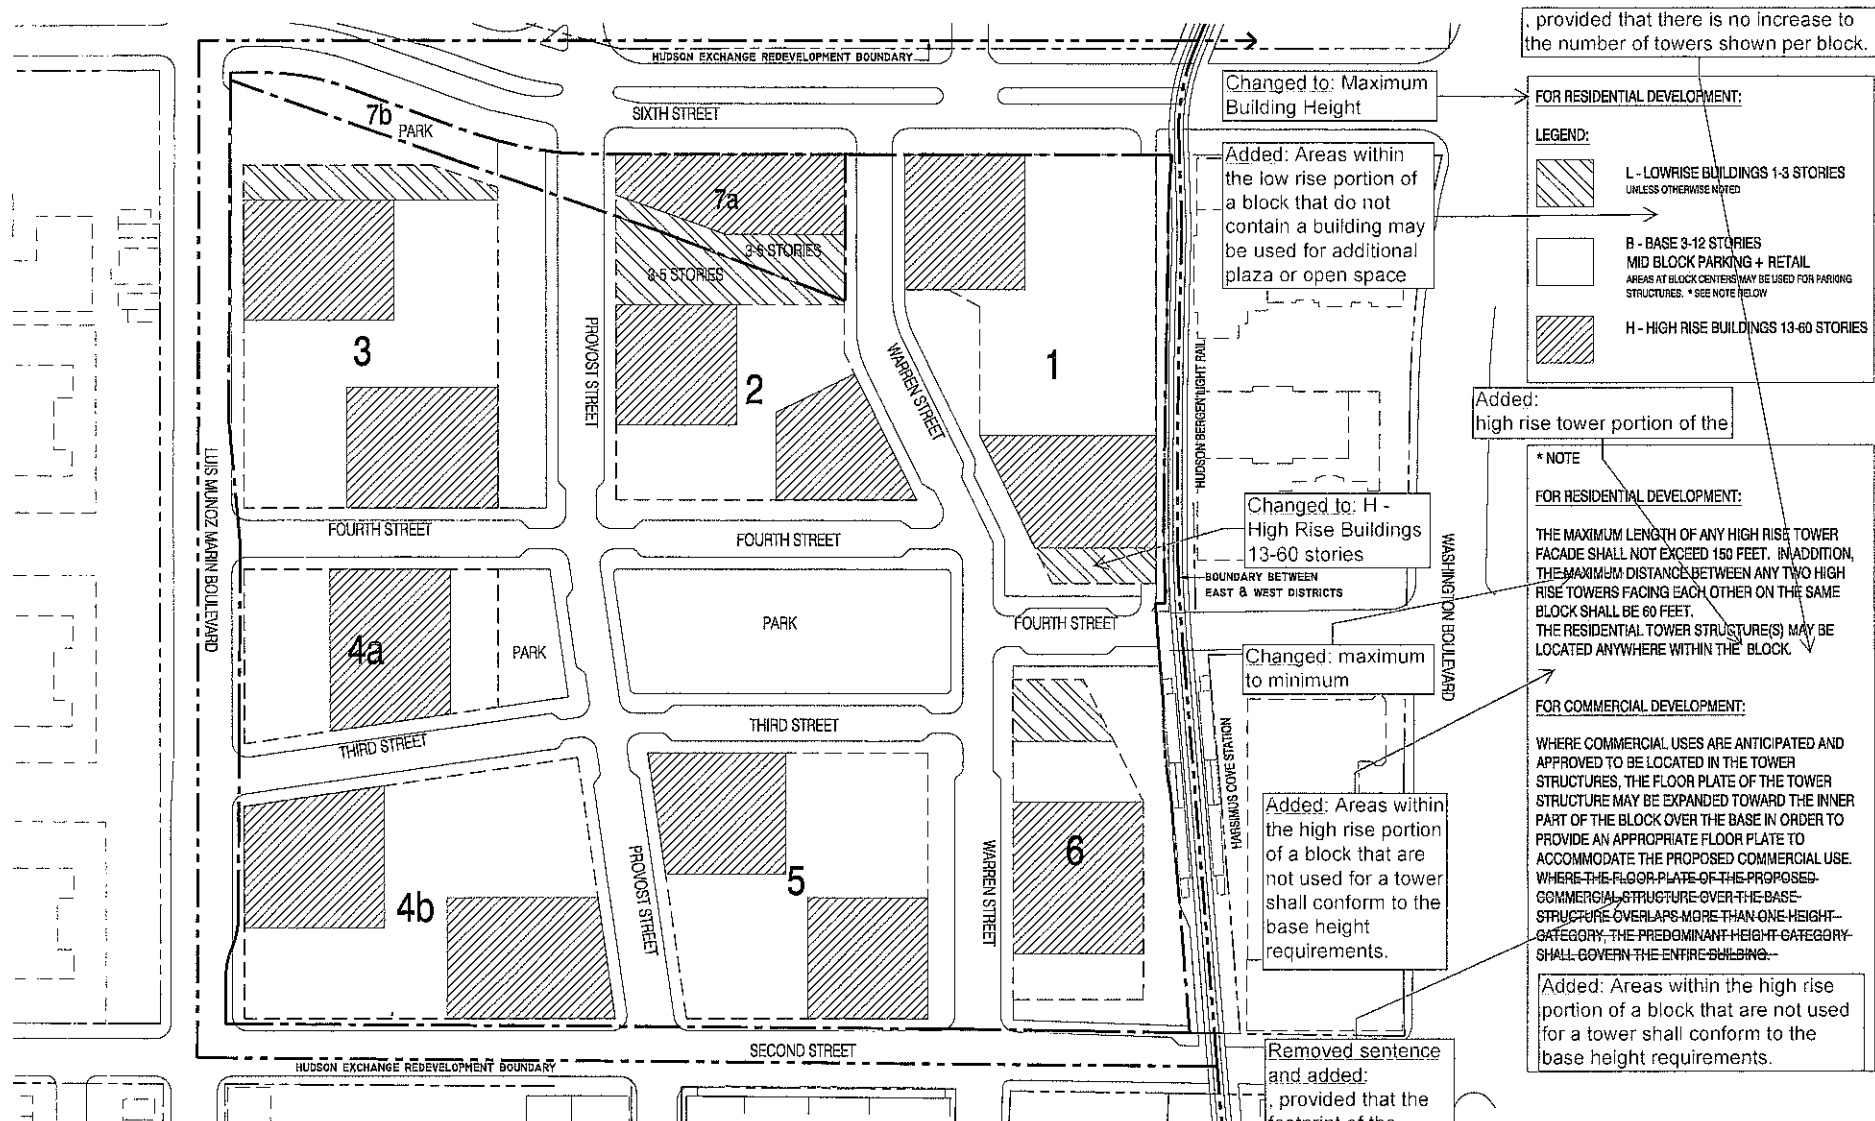 , provided that there is no increase to
the number of towers shown per block.
HUDSON EXCHANGE REDEVELOPMENT BOUNDARY
Changed to: Maximum
Building Height
FOR RESIDENTIAL DEVELOPMENT:
LEGEND:
L - LOWRISE BUILDINGS 1-3 STORIES
UNLESS OTHERWISE NOTED
B - BASE 3-12 STORIES
MID BLOCK PARKING + RETAIL
AREAS AT BLOCK CENTERS MAY BE USED FOR PARKING
STRUCTURES. * SEE NOTE BELOW
H - HIGH RISE BUILDINGS 13-60 STORIES
7b
PARK
SIXTH STREET
Added: Areas within
the low rise portion of
a block that do not
contain a building may
be used for additional
plaza or open space
7a
3-5 STORIES
3-5 STORIES
3
PROVOST STREET
2
WARREN STREET
1
HUDSON BERGEN LIGHT RAIL
Added:
high rise tower portion of the
LUIS MUNOZ MARIN BOULEVARD
FOURTH STREET
FOURTH STREET
Changed to: H -
High Rise Buildings
13-60 stories
BOUNDARY BETWEEN
EAST & WEST DISTRICTS
WASHINGTON BOULEVARD
* NOTE
FOR RESIDENTIAL DEVELOPMENT:
THE MAXIMUM LENGTH OF ANY HIGH RISE TOWER
FACADE SHALL NOT EXCEED 150 FEET. IN ADDITION,
THE MAXIMUM DISTANCE BETWEEN ANY TWO HIGH
RISE TOWERS FACING EACH OTHER ON THE SAME
BLOCK SHALL BE 60 FEET.
THE RESIDENTIAL TOWER STRUCTURE(S) MAY BE
LOCATED ANYWHERE WITHIN THE BLOCK.
4a
PARK
PARK
FOURTH STREET
Changed: maximum
to minimum
THIRD STREET
THIRD STREET
HARSIMUS COVE STATION
FOR COMMERCIAL DEVELOPMENT:
WHERE COMMERCIAL USES ARE ANTICIPATED AND
APPROVED TO BE LOCATED IN THE TOWER
STRUCTURES, THE FLOOR PLATE OF THE TOWER
STRUCTURE MAY BE EXPANDED TOWARD THE INNER
PART OF THE BLOCK OVER THE BASE IN ORDER TO
PROVIDE AN APPROPRIATE FLOOR PLATE TO
ACCOMMODATE THE PROPOSED COMMERCIAL USE.
WHERE THE FLOOR PLATE OF THE PROPOSED
COMMERCIAL STRUCTURE OVER THE BASE
STRUCTURE OVERLAPS MORE THAN ONE HEIGHT
CATEGORY, THE PREDOMINANT HEIGHT CATEGORY
SHALL GOVERN THE ENTIRE BUILDING.
Added: Areas within
the high rise portion
of a block that are
not used for a tower
shall conform to the
base height
requirements.
4b
PROVOST STREET
5
WARREN STREET
6
Added: Areas within the high rise
portion of a block that are not used
for a tower shall conform to the
base height requirements.
SECOND STREET
HUDSON EXCHANGE REDEVELOPMENT BOUNDARY
Removed sentence
and added:
, provided that the